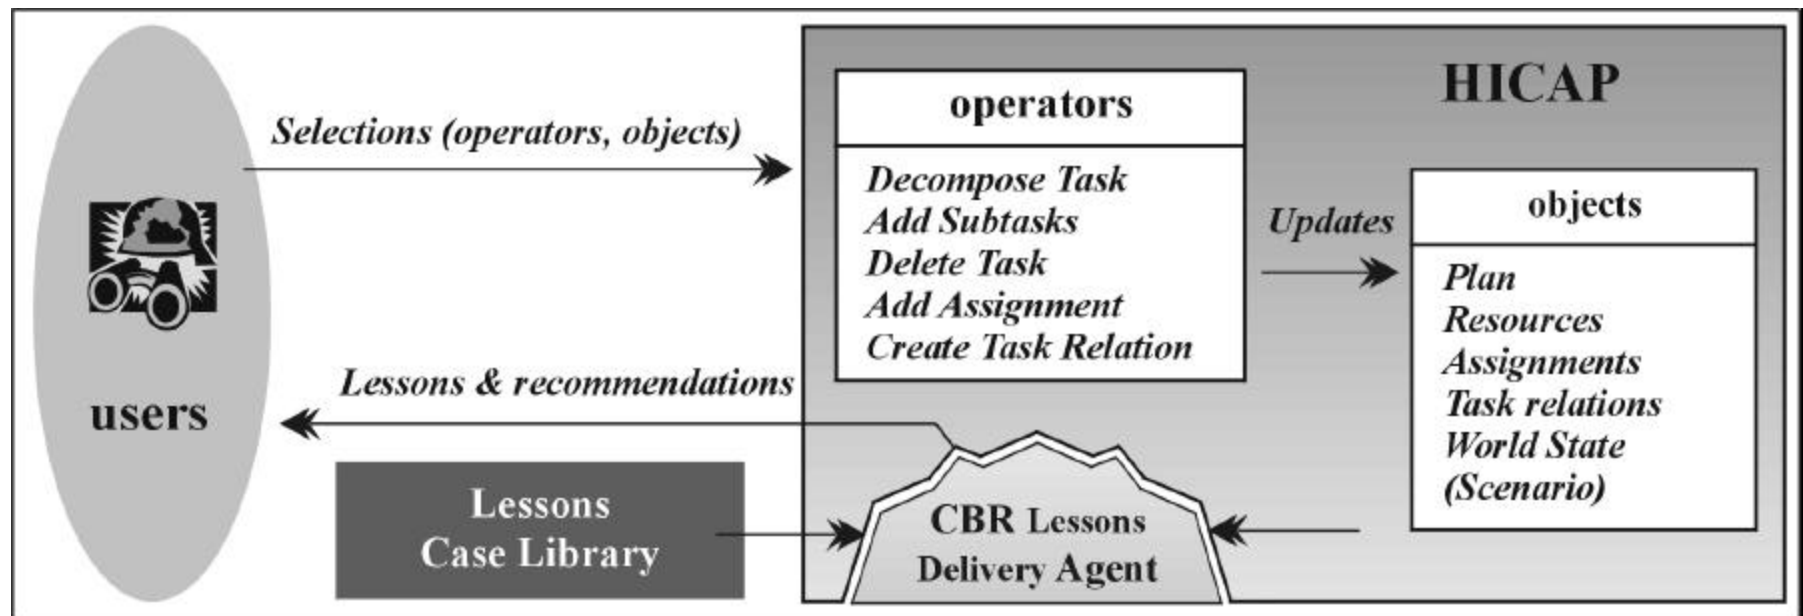 HICAP
Selections (operators, objects)
operators
Decompose Task
Add Subtasks
Delete Task
Add Assignment
Create Task Relation
Updates
objects
Plan
Resources
Assignments
Task relations
World State
(Scenario)
users
Lessons & recommendations
Lessons
Case Library
CBR Lessons
Delivery Agent